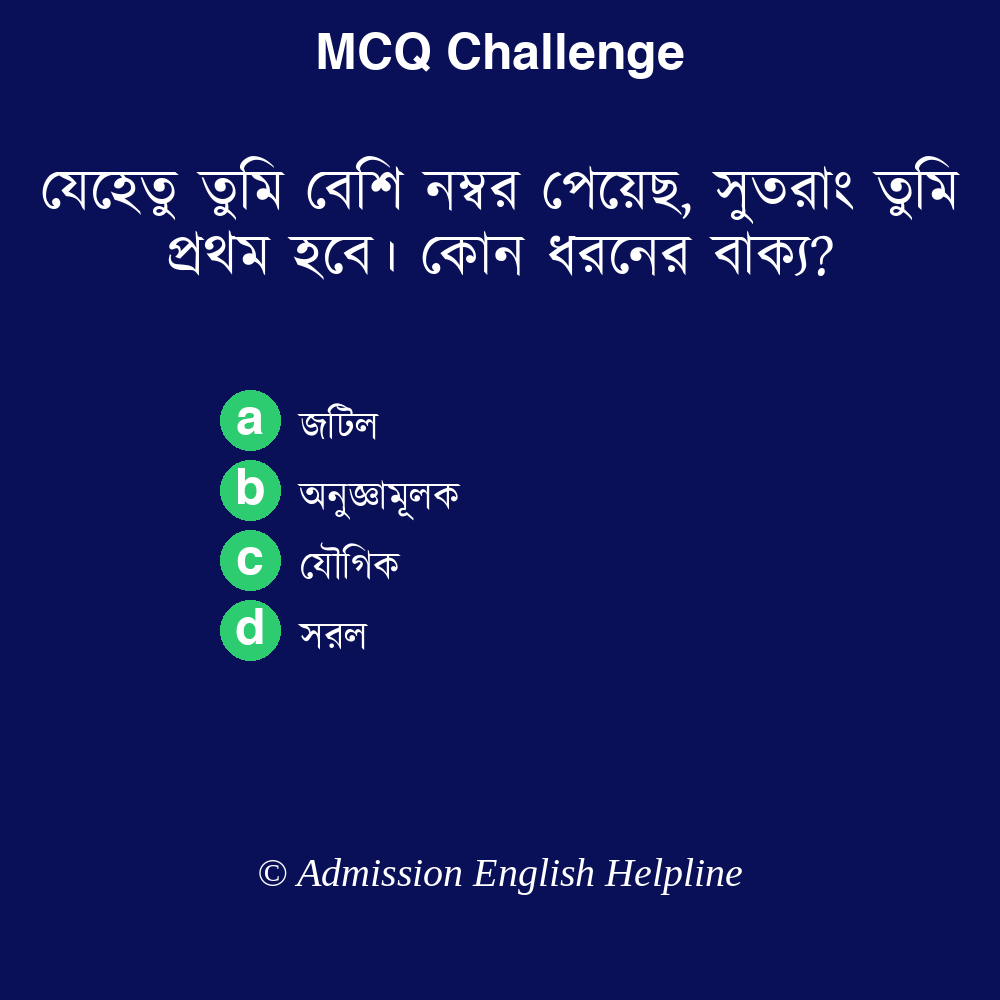 MCQ Challenge
যেহেতু তুমি বেশি নম্বর পেয়েছ, সুতরাং তুমি
প্রথম হবে। কোন ধরনের বাক্য?
a জটিল
b অনুজ্ঞামূলক
c যৌগিক
d সরল
© Admission English Helpline